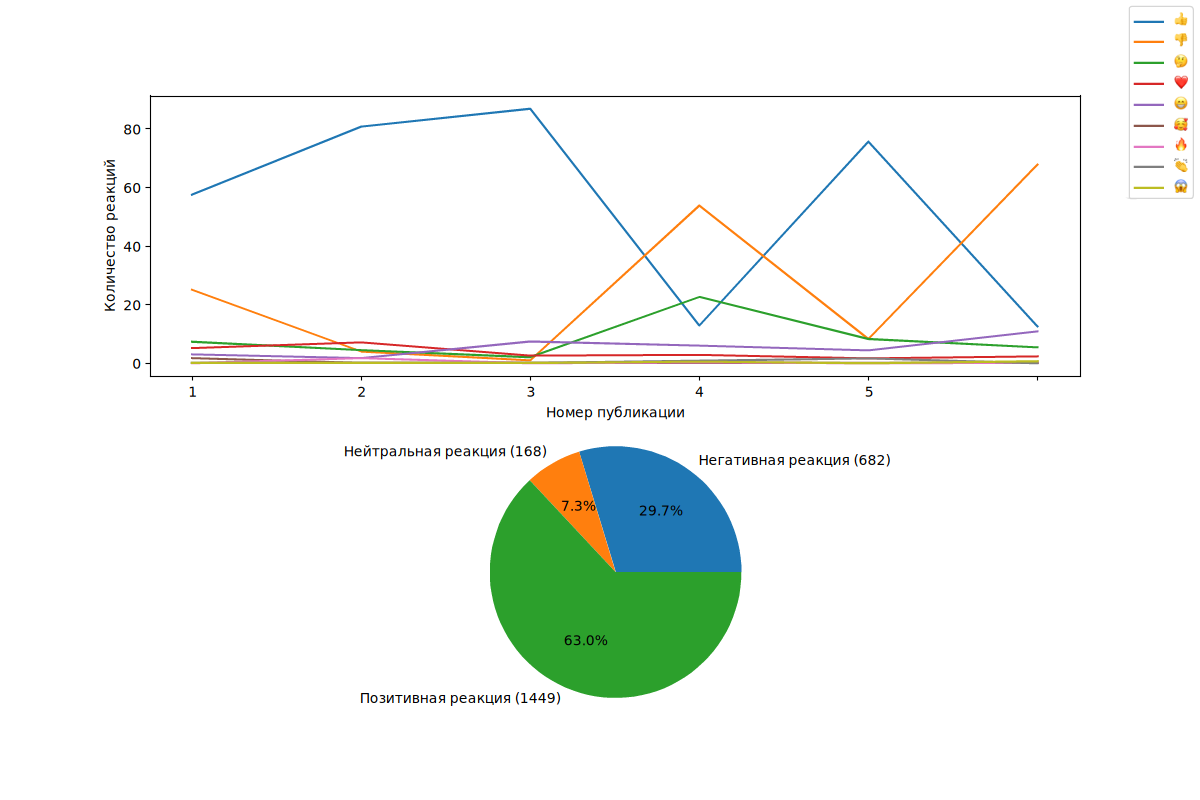 👍
👎
🤔
❤️
😁
🥰
🔥
👏
😱
80
60
40
20
0
Количество реакций
1 2 3 4 5
Номер публикации
Нейтральная реакция (168)
Негативная реакция (682)
7.3%
29.7%
63.0%
Позитивная реакция (1449)